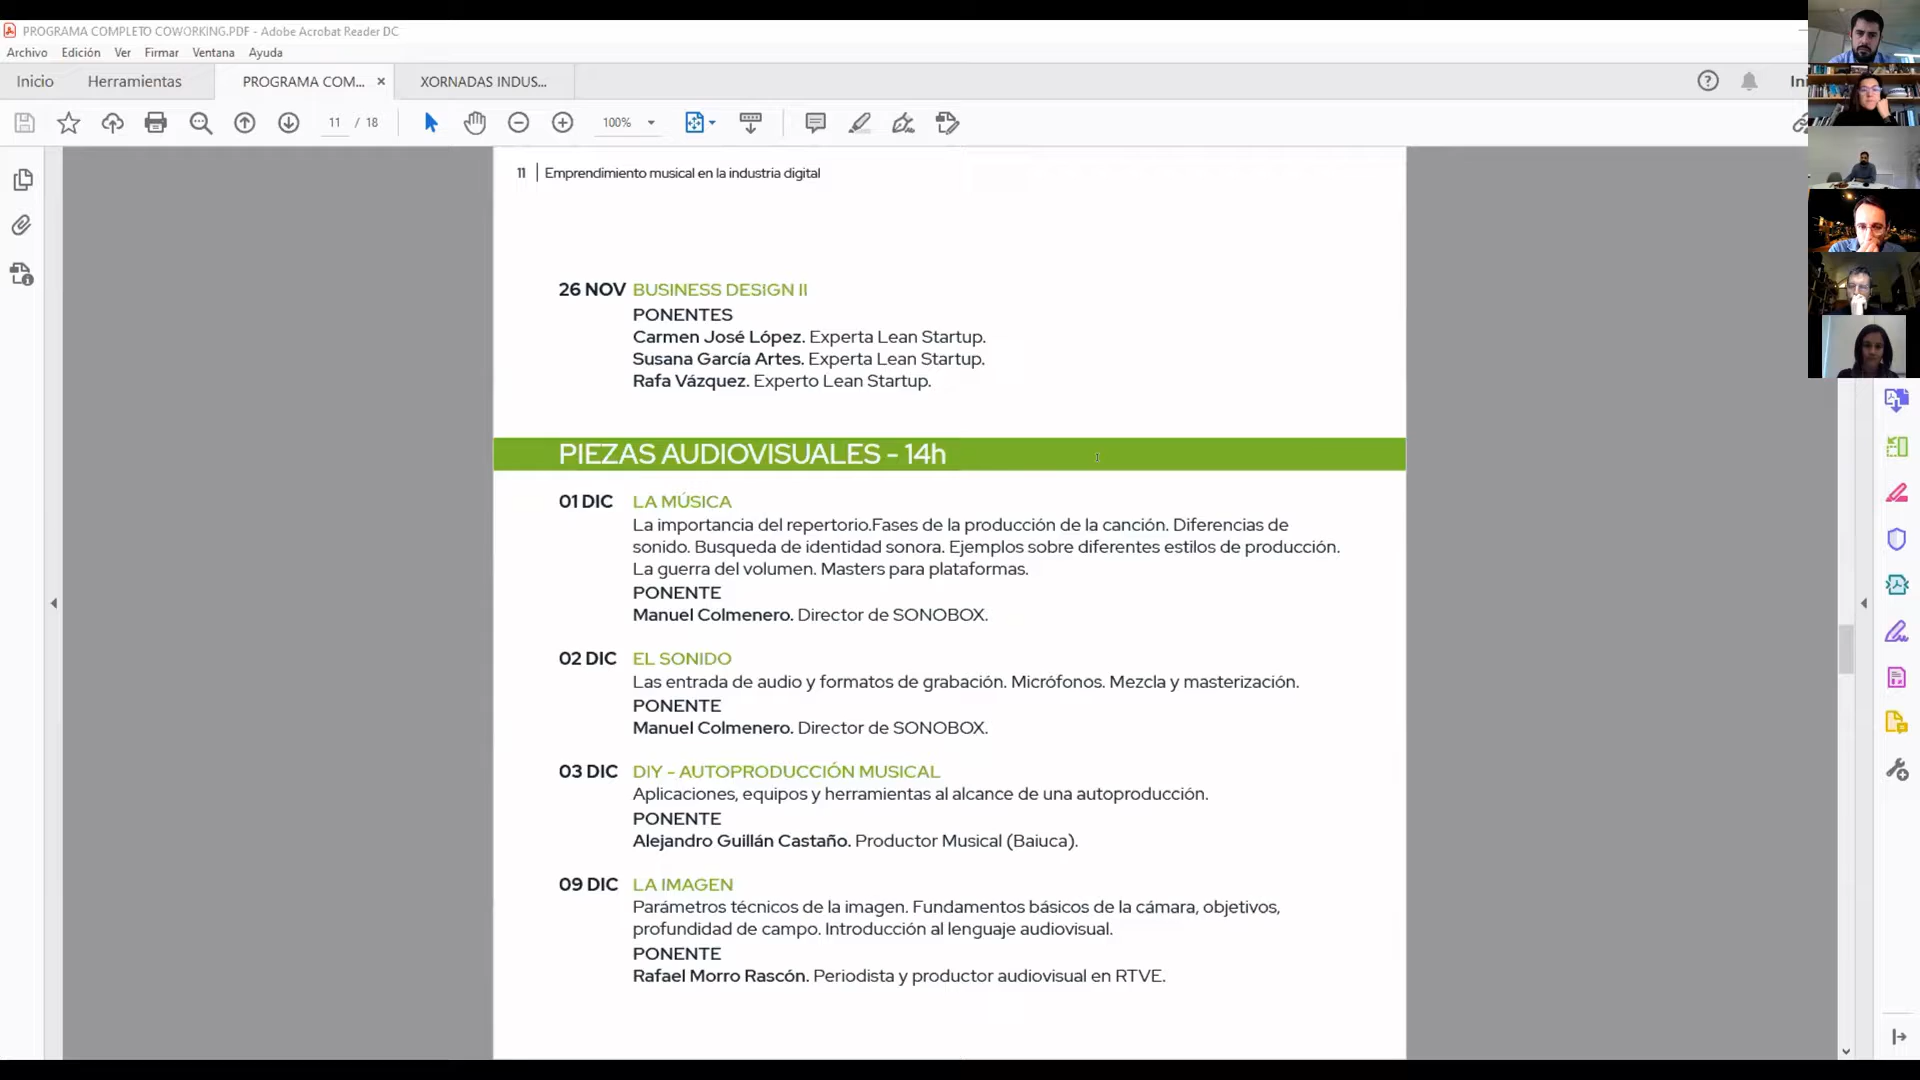 PROGRAMA COMPLETO COWORKING.PDF - Adobe Acrobat Reader DC
Archivo Edición Ver Firmar Ventana Ayuda
Inicio Herramientas PROGRAMA COM... × XORNADAS INDUS...
11 / 18 100%
11 Emprendimiento musical en la industria digital
26 NOV BUSINESS DESIGN II
PONENTES
Carmen José López. Experta Lean Startup.
Susana García Artes. Experta Lean Startup.
Rafa Vázquez. Experto Lean Startup.
PIEZAS AUDIOVISUALES - 14h
01 DIC LA MÚSICA
La importancia del repertorio.Fases de la producción de la canción. Diferencias de
sonido. Busqueda de identidad sonora. Ejemplos sobre diferentes estilos de producción.
La guerra del volumen. Masters para plataformas.
PONENTE
Manuel Colmenero. Director de SONOBOX.
02 DIC EL SONIDO
Las entrada de audio y formatos de grabación. Micrófonos. Mezcla y masterización.
PONENTE
Manuel Colmenero. Director de SONOBOX.
03 DIC DIY - AUTOPRODUCCIÓN MUSICAL
Aplicaciones, equipos y herramientas al alcance de una autoproducción.
PONENTE
Alejandro Guillán Castaño. Productor Musical (Baiuca).
09 DIC LA IMAGEN
Parámetros técnicos de la imagen. Fundamentos básicos de la cámara, objetivos,
profundidad de campo. Introducción al lenguaje audiovisual.
PONENTE
Rafael Morro Rascón. Periodista y productor audiovisual en RTVE.